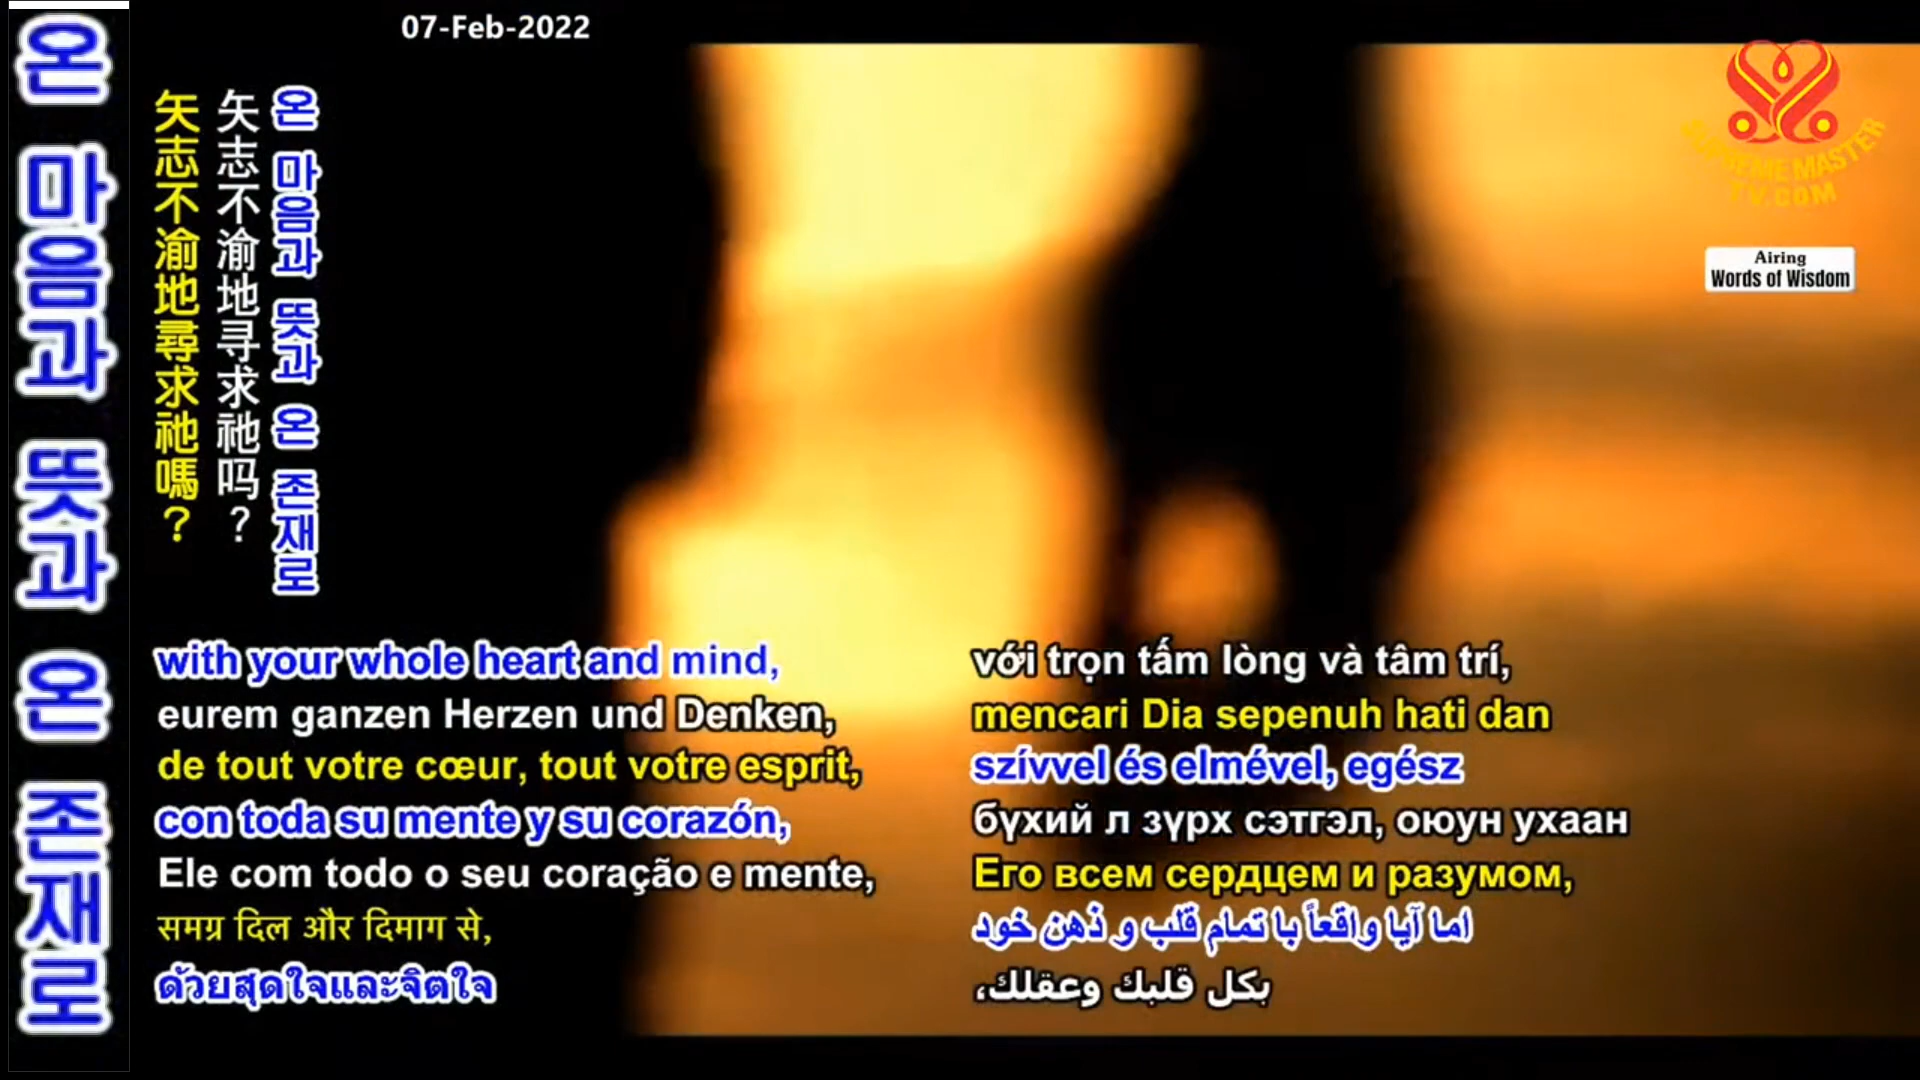 07-Feb-2022
온 마음과 뜻과 온 존재로
矢志不渝地尋求祂嗎？
矢志不渝地寻求祂吗？
온 마음과 뜻과 온 존재로
SUPREME MASTER
TV.COM
Airing
Words of Wisdom
with your whole heart and mind,
eurem ganzen Herzen und Denken,
de tout votre cœur, tout votre esprit,
con toda su mente y su corazón,
Ele com todo o seu coração e mente,
समग्र दिल और दिमाग से,
ด้วยสุดใจและจิตใจ
với trọn tấm lòng và tâm trí,
mencari Dia sepenuh hati dan
szívvel és elmével, egész
бүхий л зүрх сэтгэл, оюун ухаан
Его всем сердцем и разумом,
اما آیا واقعاً با تمام قلب و ذهن خود
بكل قلبك وعقلك،